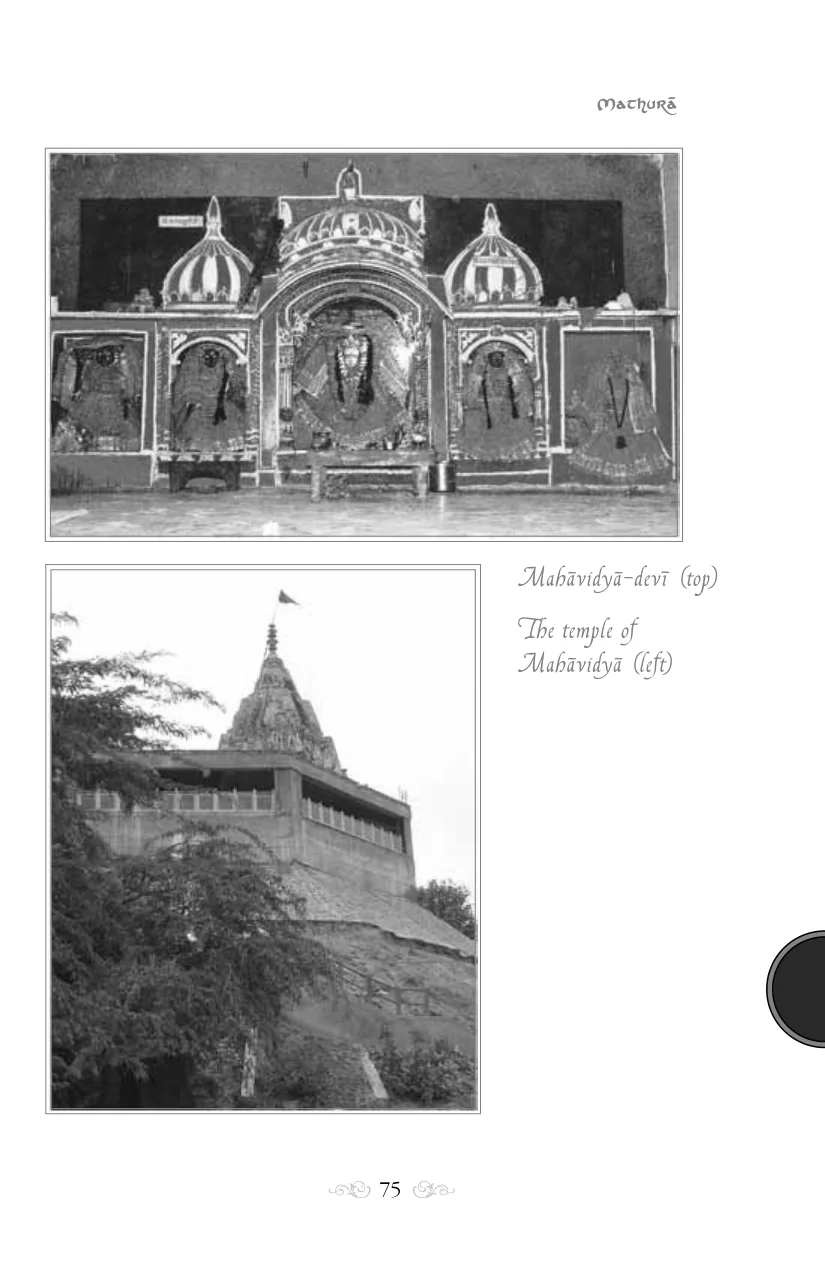 Mathurā
Mahāvidyā-devī (top)
The temple of
Mahāvidyā (left)
75